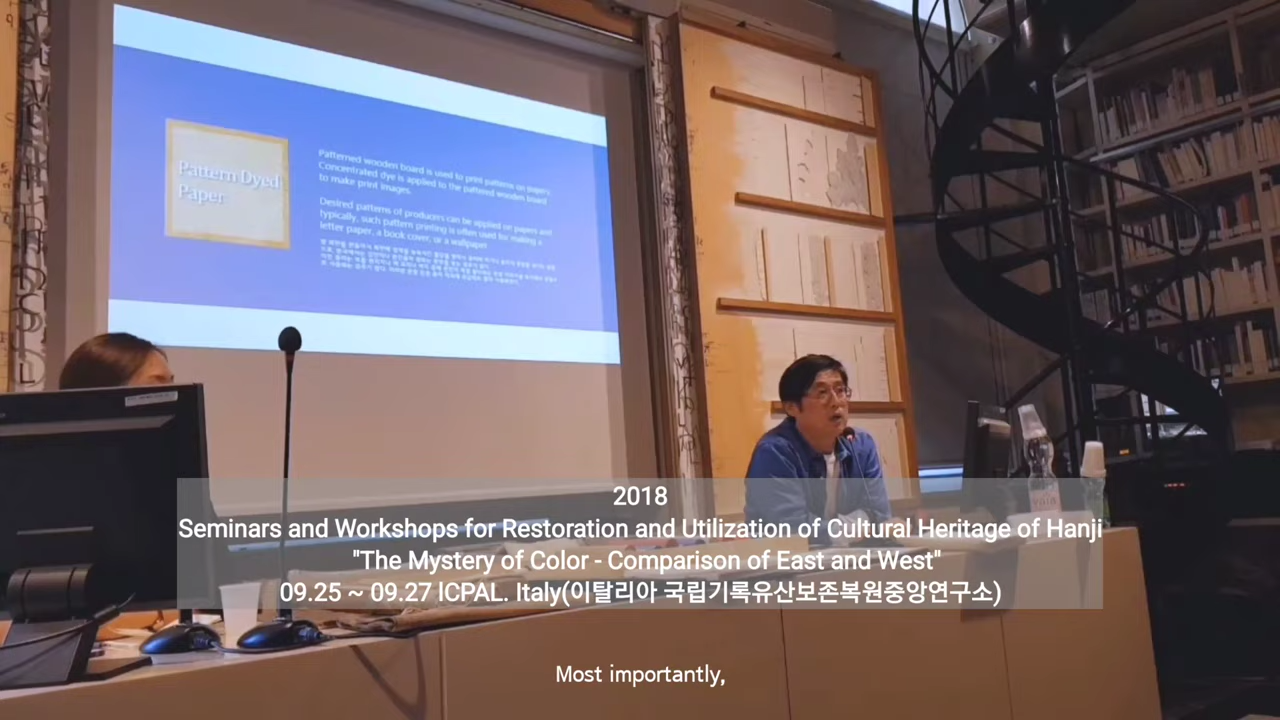 Pattern Dyed
Paper
Patterned wooden board is used to print patterns on papers.
Concentrated dye is applied to the patterned wooden board
to make print images.
Desired patterns of producers can be applied on papers and
typically, such pattern printing is often used for making a
letter paper, a book cover, or a wallpaper.
2018
Seminars and Workshops for Restoration and Utilization of Cultural Heritage of Hanji
"The Mystery of Color - Comparison of East and West"
09.25 ~ 09.27 ICPAL. Italy(이탈리아 국립기록유산보존복원중앙연구소)
Most importantly,